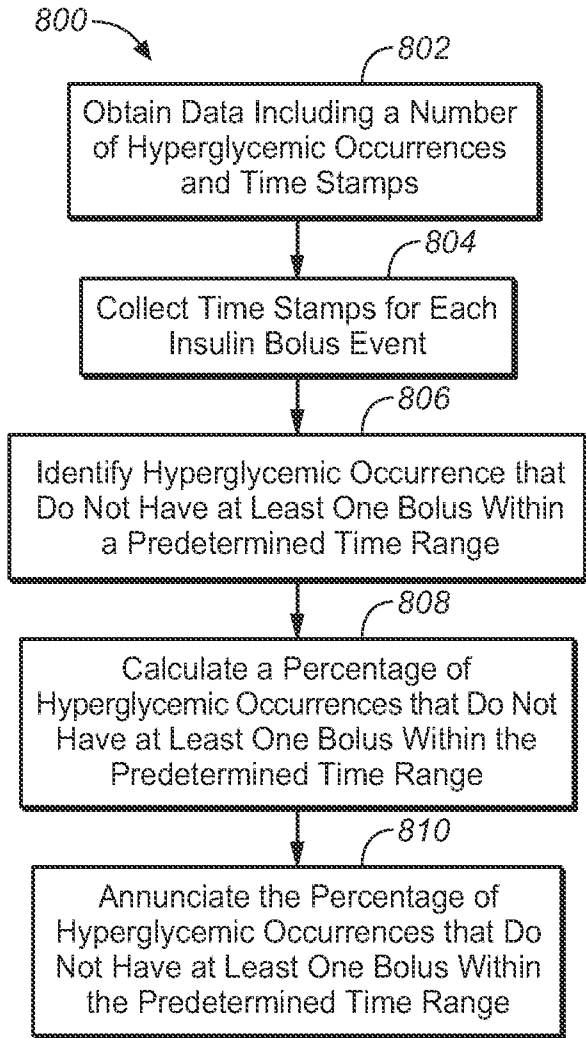 800
802
Obtain Data Including a Number
of Hyperglycemic Occurrences
and Time Stamps
804
Collect Time Stamps for Each
Insulin Bolus Event
806
Identify Hyperglycemic Occurrence that
Do Not Have at Least One Bolus Within
a Predetermined Time Range
808
Calculate a Percentage of
Hyperglycemic Occurrences that Do Not
Have at Least One Bolus Within the
Predetermined Time Range
810
Annunciate the Percentage of
Hyperglycemic Occurrences that Do
Not Have at Least One Bolus Within
the Predetermined Time Range